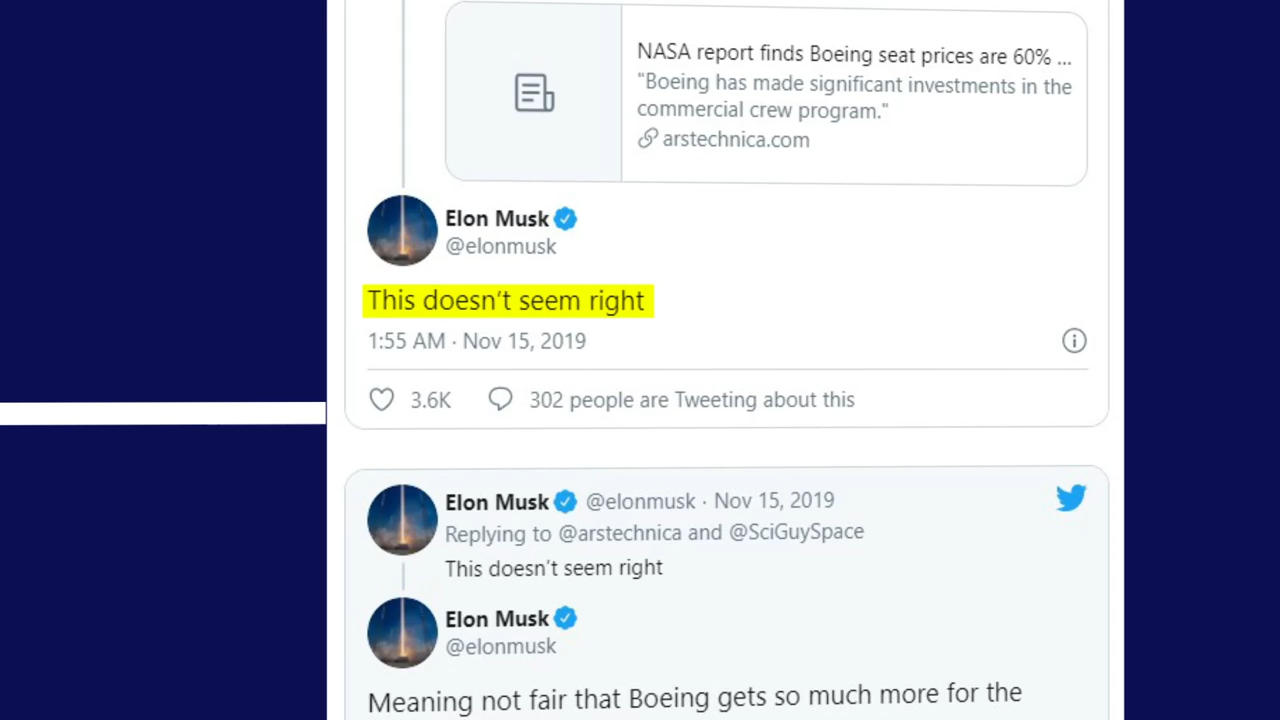 NASA report finds Boeing seat prices are 60% ...
"Boeing has made significant investments in the
commercial crew program."
arstechnica.com
Elon Musk
@elonmusk
This doesn't seem right
1:55 AM · Nov 15, 2019
3.6K 302 people are Tweeting about this
Elon Musk @elonmusk · Nov 15, 2019
Replying to @arstechnica and @SciGuySpace
This doesn't seem right
Elon Musk
@elonmusk
Meaning not fair that Boeing gets so much more for the